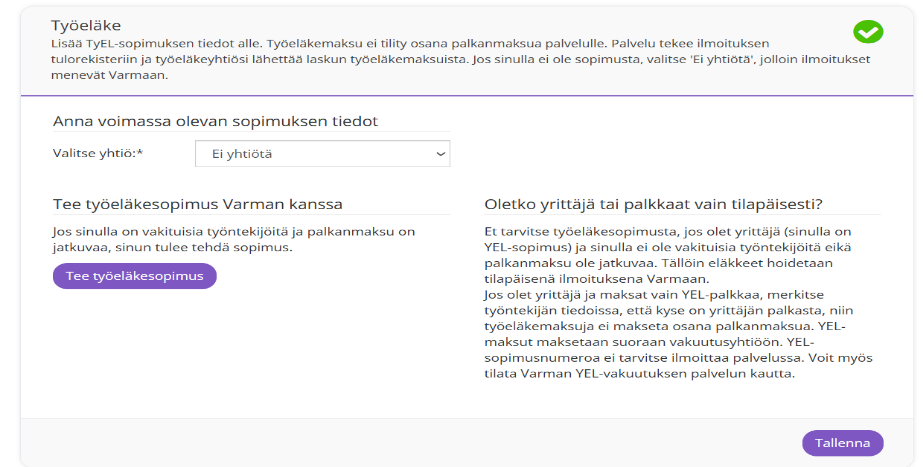 Työeläke
Lisää TyEL-sopimuksen tiedot alle. Työeläkemaksu ei tility osana palkanmaksua palvelulle. Palvelu tekee ilmoituksen
tulorekisteriin ja työeläkeyhtiösi lähettää laskun työeläkemaksuista. Jos sinulla ei ole sopimusta, valitse 'Ei yhtiötä', jolloin ilmoitukset
menevät Varmaan.
Anna voimassa olevan sopimuksen tiedot
Valitse yhtiö:* Ei yhtiötä
Tee työeläkesopimus Varman kanssa
Jos sinulla on vakituisia työntekijöitä ja palkanmaksu on
jatkuvaa, sinun tulee tehdä sopimus.
Tee työeläkesopimus
Oletko yrittäjä tai palkkaat vain tilapäisesti?
Et tarvitse työeläkesopimusta, jos olet yrittäjä (sinulla on
YEL-sopimus) ja sinulla ei ole vakituisia työntekijöitä eikä
palkanmaksu ole jatkuvaa. Tällöin eläkkeet hoidetaan
tilapäisenä ilmoituksena Varmaan.
Jos olet yrittäjä ja maksat vain YEL-palkkaa, merkitse
työntekijän tiedoissa, että kyse on yrittäjän palkasta, niin
työeläkemaksuja ei makseta osana palkanmaksua. YEL-
maksut maksetaan suoraan vakuutusyhtiöön. YEL-
sopimusnumeroa ei tarvitse ilmoittaa palvelussa. Voit myös
tilata Varman YEL-vakuutuksen palvelun kautta.
Tallenna